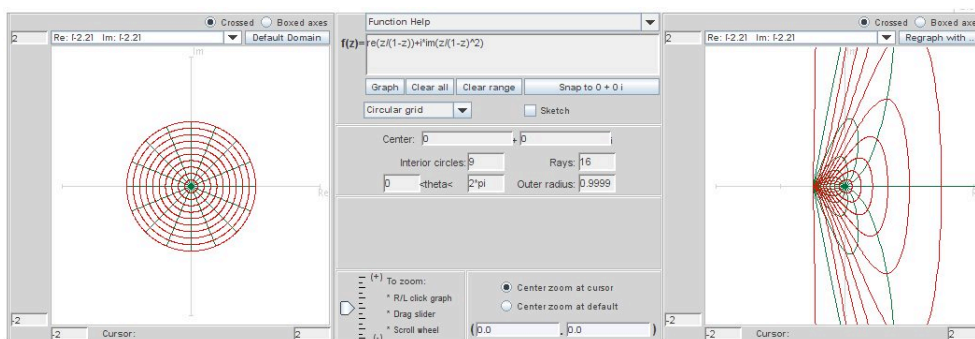 Crossed Boxed axes
2 Re: [-2.2] Im: [-2.2] Default Domain
Im
Re
-2
-2 Cursor: 2
Function Help
f(z)= re(z/(1-z))+i*im(z/(1-z)^2)
Graph Clear all Clear range Snap to 0 + 0 i
Circular grid Sketch
Center: 0 + 0 i
Interior circles: 9 Rays: 16
0 <theta< 2*pi Outer radius: 0.9999
(+) To zoom:
* R/L click graph
* Drag slider
* Scroll wheel
(-)
Center zoom at cursor
Center zoom at default
( 0.0 , 0.0 )
Crossed Boxed axes
2 Re: [-2.2] Im: [-2.2] Regraph with ...
Im
-2
-2 Cursor: 2